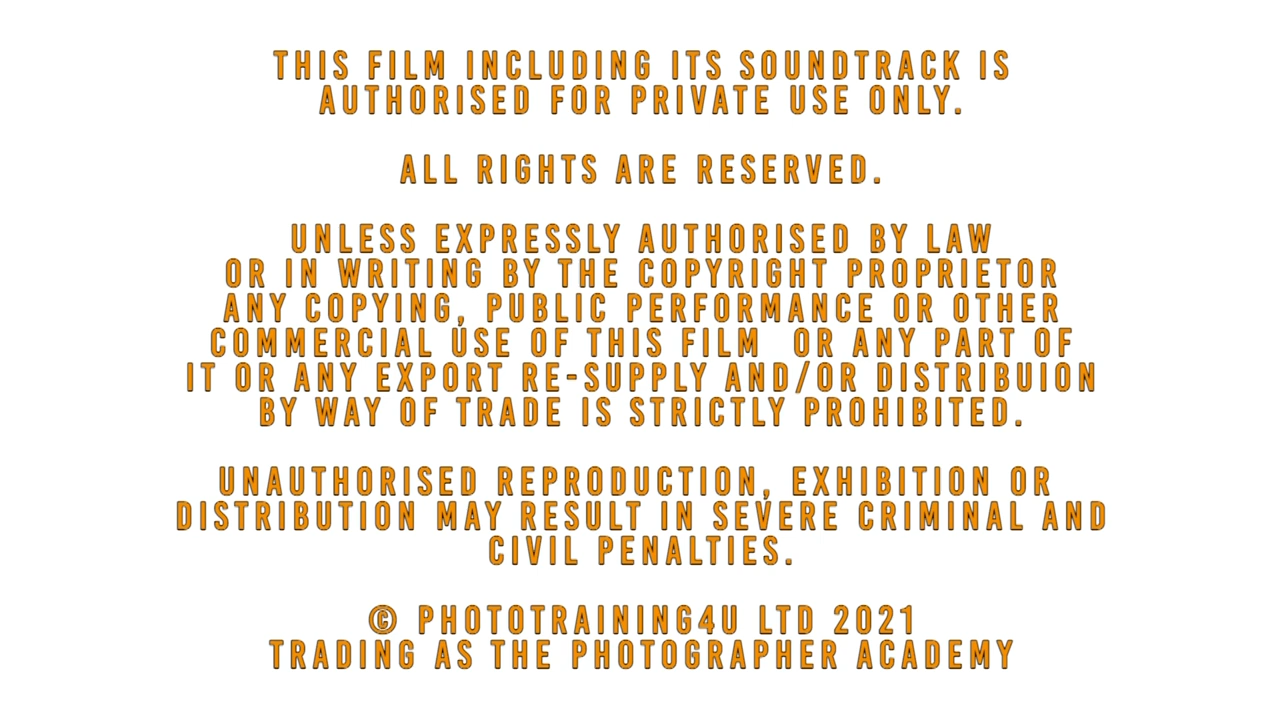 THIS FILM INCLUDING ITS SOUNDTRACK IS
AUTHORISED FOR PRIVATE USE ONLY.
ALL RIGHTS ARE RESERVED.
UNLESS EXPRESSLY AUTHORISED BY LAW
OR IN WRITING BY THE COPYRIGHT PROPRIETOR
ANY COPYING, PUBLIC PERFORMANCE OR OTHER
COMMERCIAL USE OF THIS FILM  OR ANY PART OF
IT OR ANY EXPORT RE-SUPPLY AND/OR DISTRIBUION
BY WAY OF TRADE IS STRICTLY PROHIBITED.
UNAUTHORISED REPRODUCTION, EXHIBITION OR
DISTRIBUTION MAY RESULT IN SEVERE CRIMINAL AND
CIVIL PENALTIES.
© PHOTOTRAINING4U LTD 2021
TRADING AS THE PHOTOGRAPHER ACADEMY